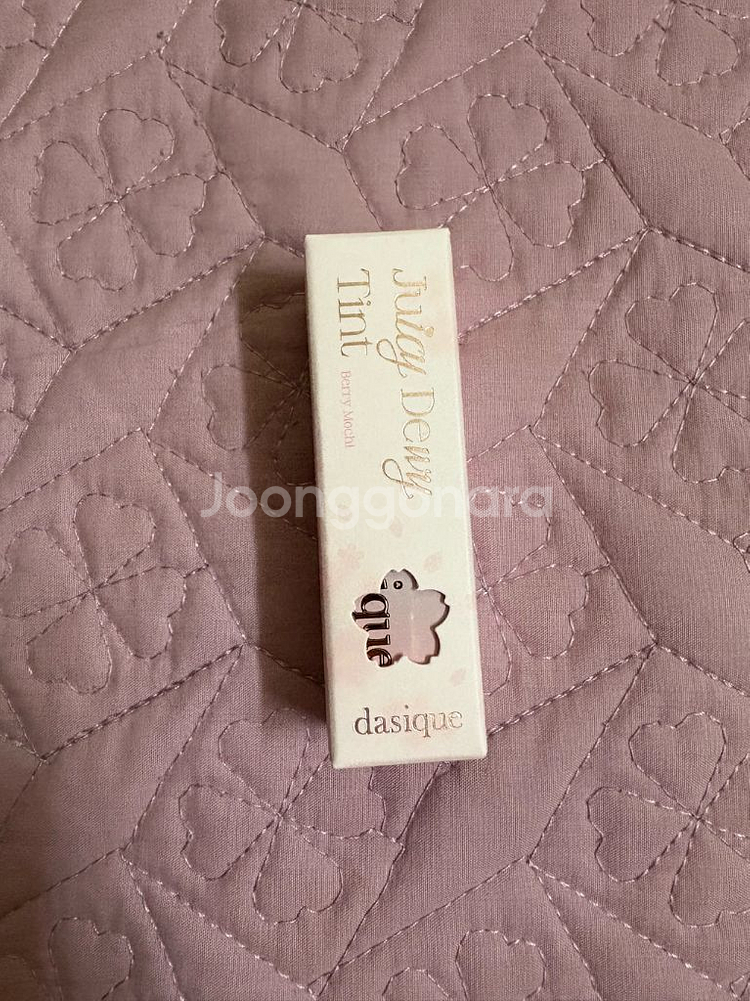 Juicy Dewy
Tint
Berry Mochi
Joonggonara
que
dasique